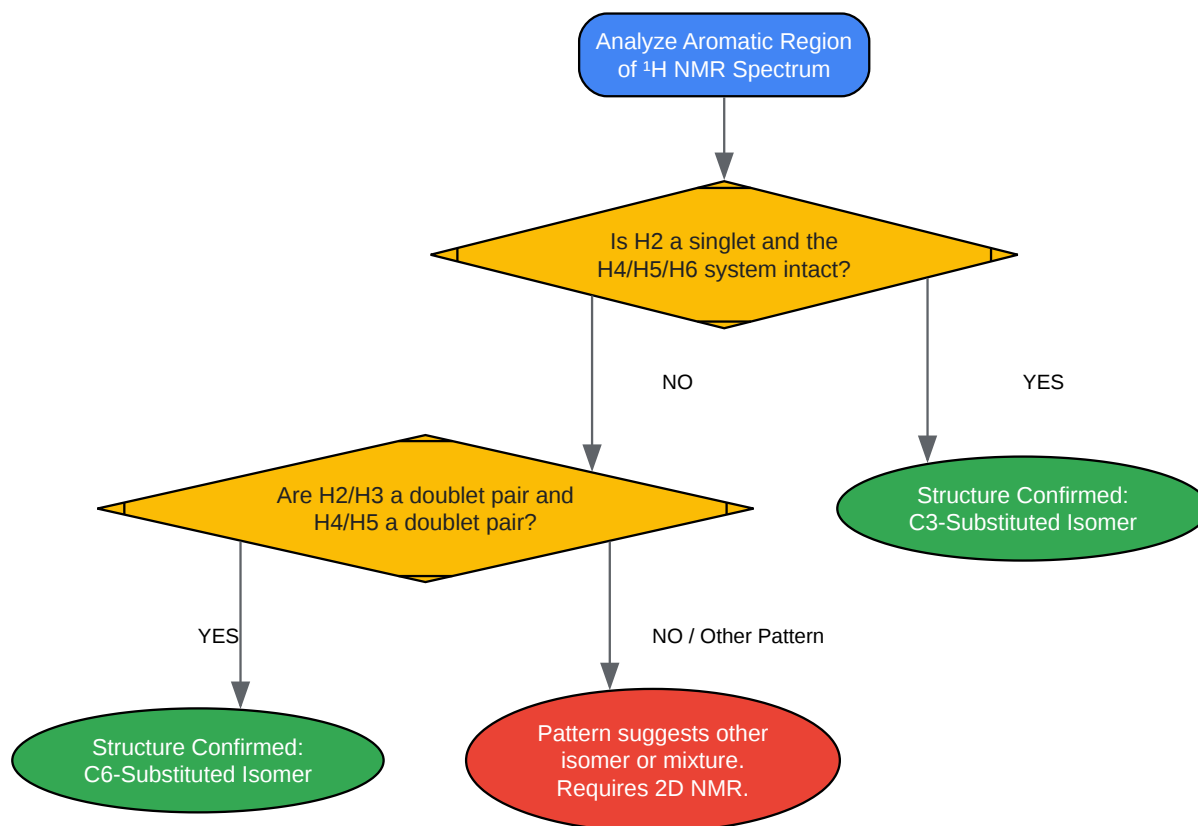 Analyze Aromatic Region
of ¹H NMR Spectrum
Is H2 a singlet and the
H4/H5/H6 system intact?
NO
YES
Are H2/H3 a doublet pair and
H4/H5 a doublet pair?
Structure Confirmed:
C3-Substituted Isomer
YES
NO / Other Pattern
Structure Confirmed:
C6-Substituted Isomer
Pattern suggests other
isomer or mixture.
Requires 2D NMR.